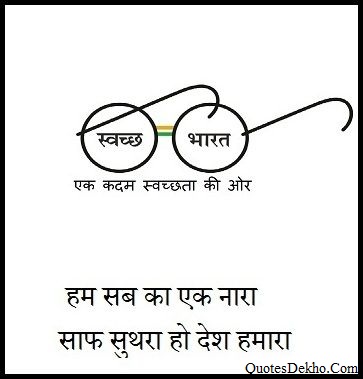 स्वच्छ भारत
एक कदम स्वच्छता की ओर
हम सब का एक नारा
साफ सुथरा हो देश हमारा
QuotesDekho.Com